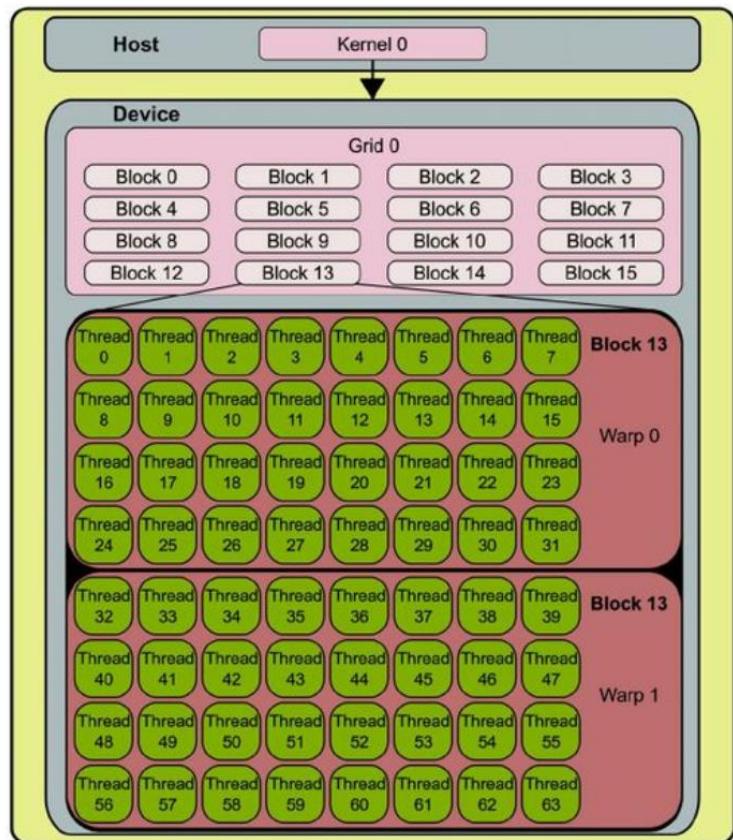 Host
Kernel 0
Device
Grid 0
Block 0 Block 1 Block 2 Block 3
Block 4 Block 5 Block 6 Block 7
Block 8 Block 9 Block 10 Block 11
Block 12 Block 13 Block 14 Block 15
Thread Thread Thread Thread Thread Thread Thread Thread
0 1 2 3 4 5 6 7
Block 13
Thread Thread Thread Thread Thread Thread Thread Thread
8 9 10 11 12 13 14 15
Warp 0
Thread Thread Thread Thread Thread Thread Thread Thread
16 17 18 19 20 21 22 23
Thread Thread Thread Thread Thread Thread Thread Thread
24 25 26 27 28 29 30 31
Thread Thread Thread Thread Thread Thread Thread Thread
32 33 34 35 36 37 38 39
Block 13
Thread Thread Thread Thread Thread Thread Thread Thread
40 41 42 43 44 45 46 47
Warp 1
Thread Thread Thread Thread Thread Thread Thread Thread
48 49 50 51 52 53 54 55
Thread Thread Thread Thread Thread Thread Thread Thread
56 57 58 59 60 61 62 63